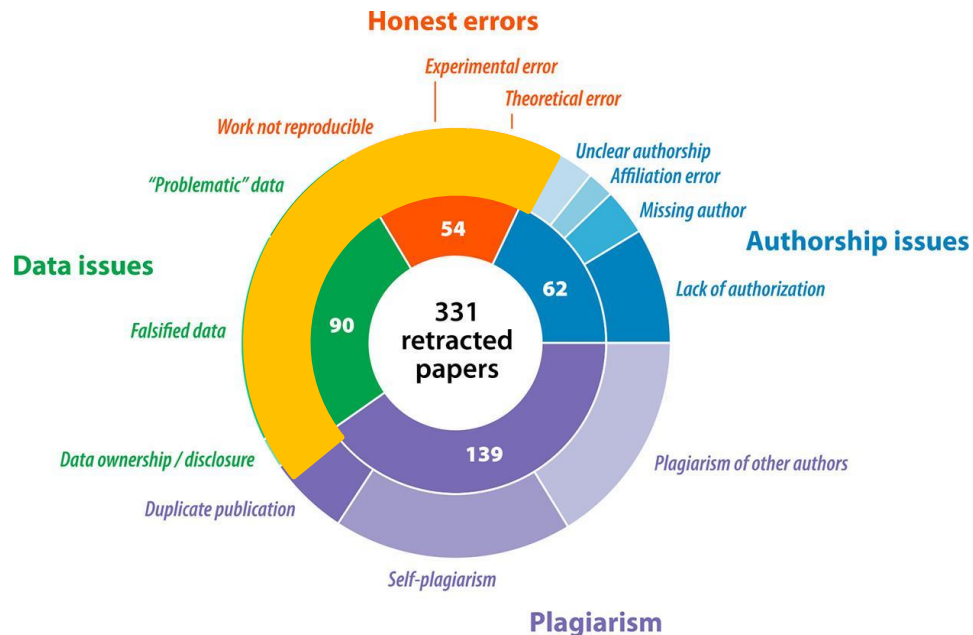 Honest errors
Experimental error
Theoretical error
Work not reproducible
Unclear authorship
Affiliation error
"Problematic" data
Missing author
Authorship issues
Data issues
54
62
Lack of authorization
90
331
retracted
papers
Falsified data
139
Data ownership / disclosure
Plagiarism of other authors
Duplicate publication
Self-plagiarism
Plagiarism